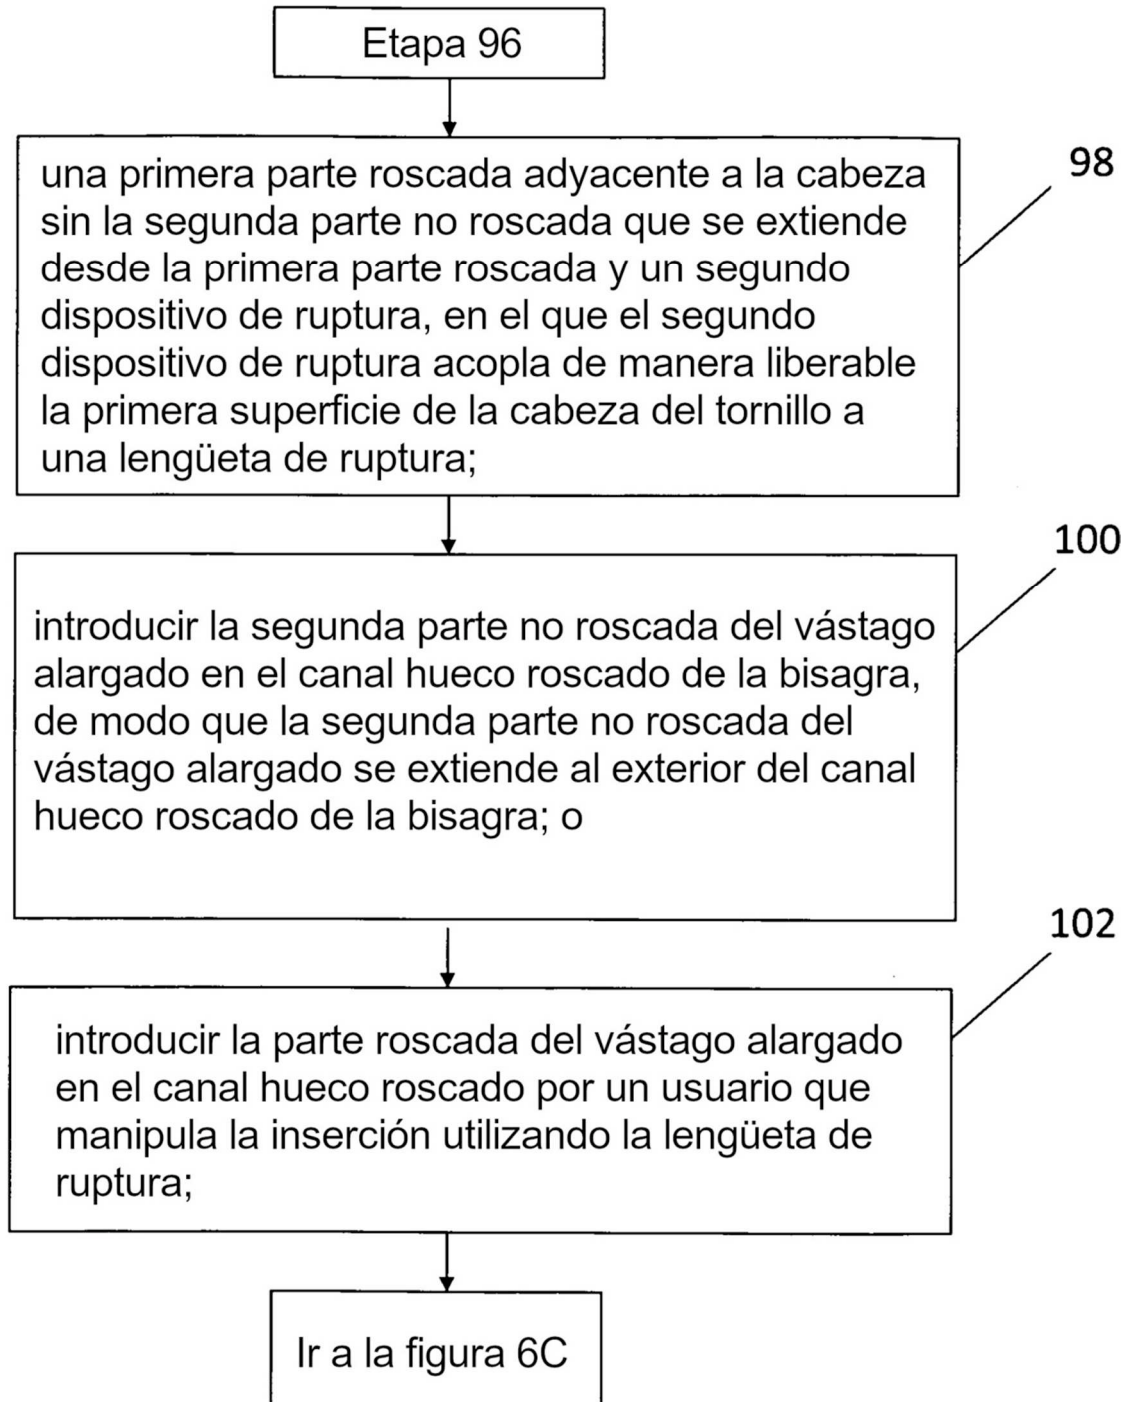 Etapa 96
una primera parte roscada adyacente a la cabeza
sin la segunda parte no roscada que se extiende
desde la primera parte roscada y un segundo
dispositivo de ruptura, en el que el segundo
dispositivo de ruptura acopla de manera liberable
la primera superficie de la cabeza del tornillo a
una lengüeta de ruptura;
98
introducir la segunda parte no roscada del vástago
alargado en el canal hueco roscado de la bisagra,
de modo que la segunda parte no roscada del
vástago alargado se extiende al exterior del canal
hueco roscado de la bisagra; o
100
introducir la parte roscada del vástago alargado
en el canal hueco roscado por un usuario que
manipula la inserción utilizando la lengüeta de
ruptura;
102
Ir a la figura 6C